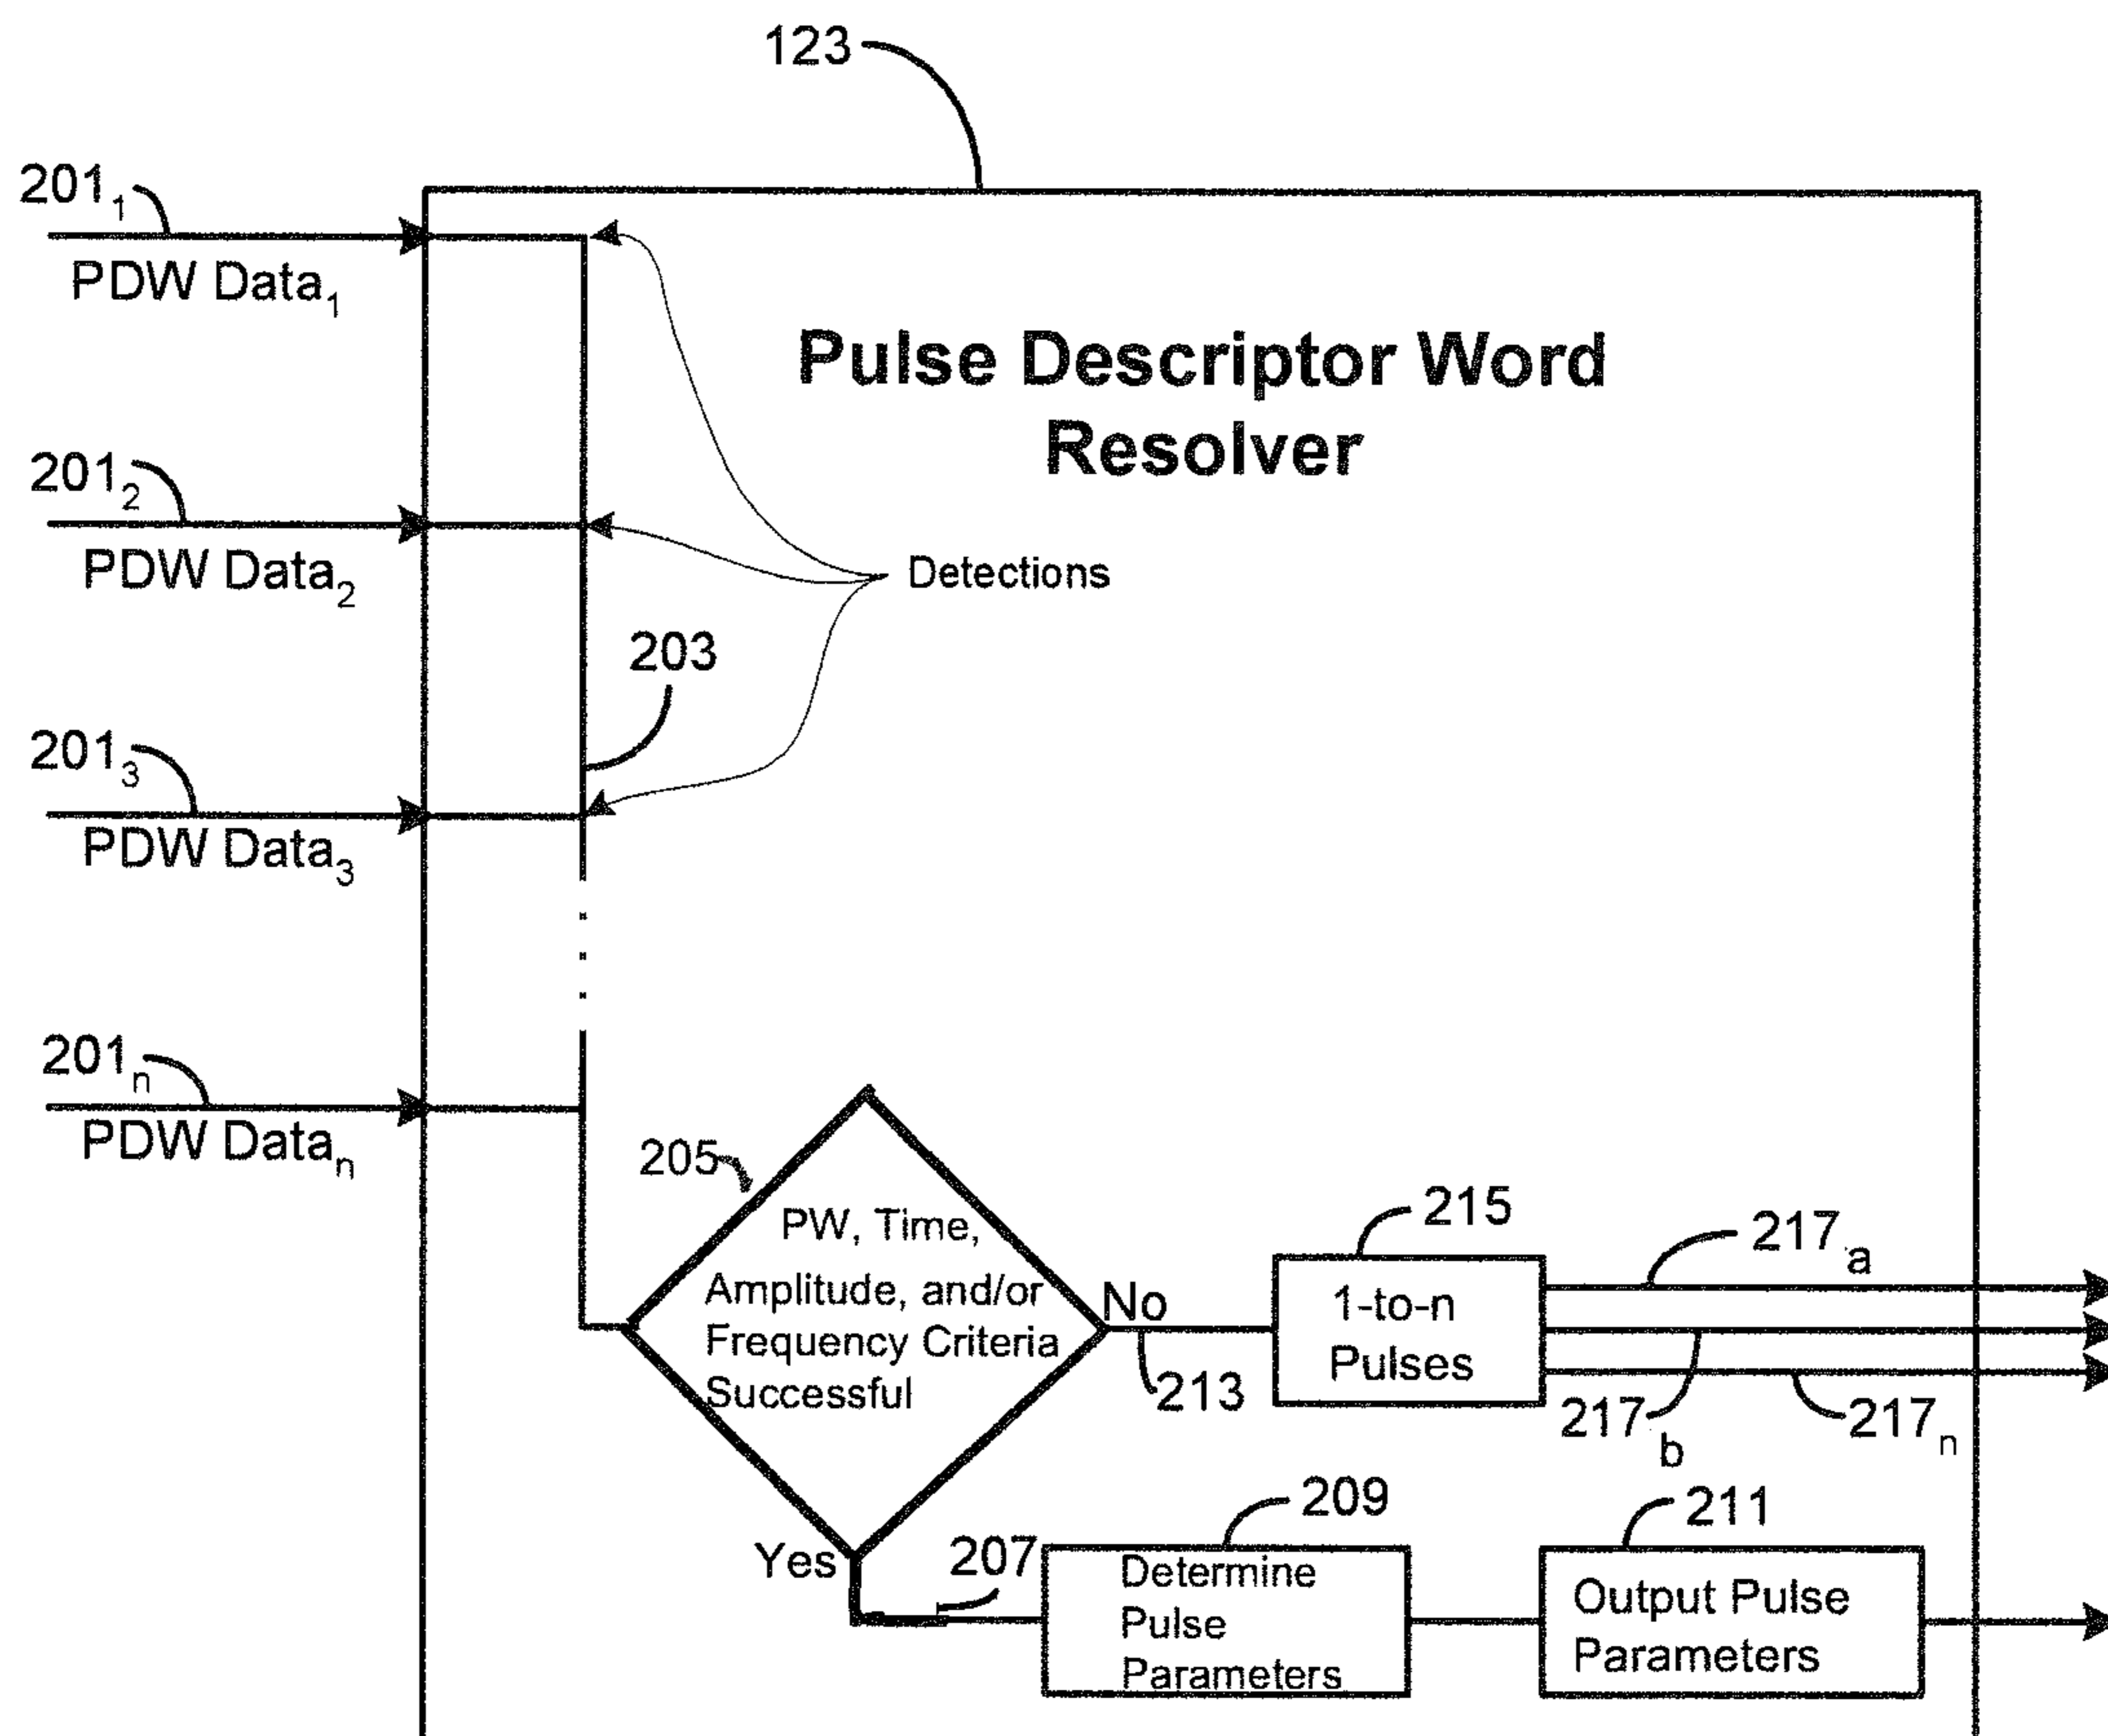 123
201₁
PDW Data₁
Pulse Descriptor Word
Resolver
201₂
PDW Data₂
Detections
203
201₃
PDW Data₃
201ₙ
PDW Dataₙ
205
PW, Time,
Amplitude, and/or
Frequency Criteria
Successful
No
213
215
1-to-n
Pulses
217ₐ
217b
217ₙ
Yes
207
209
Determine
Pulse
Parameters
211
Output Pulse
Parameters